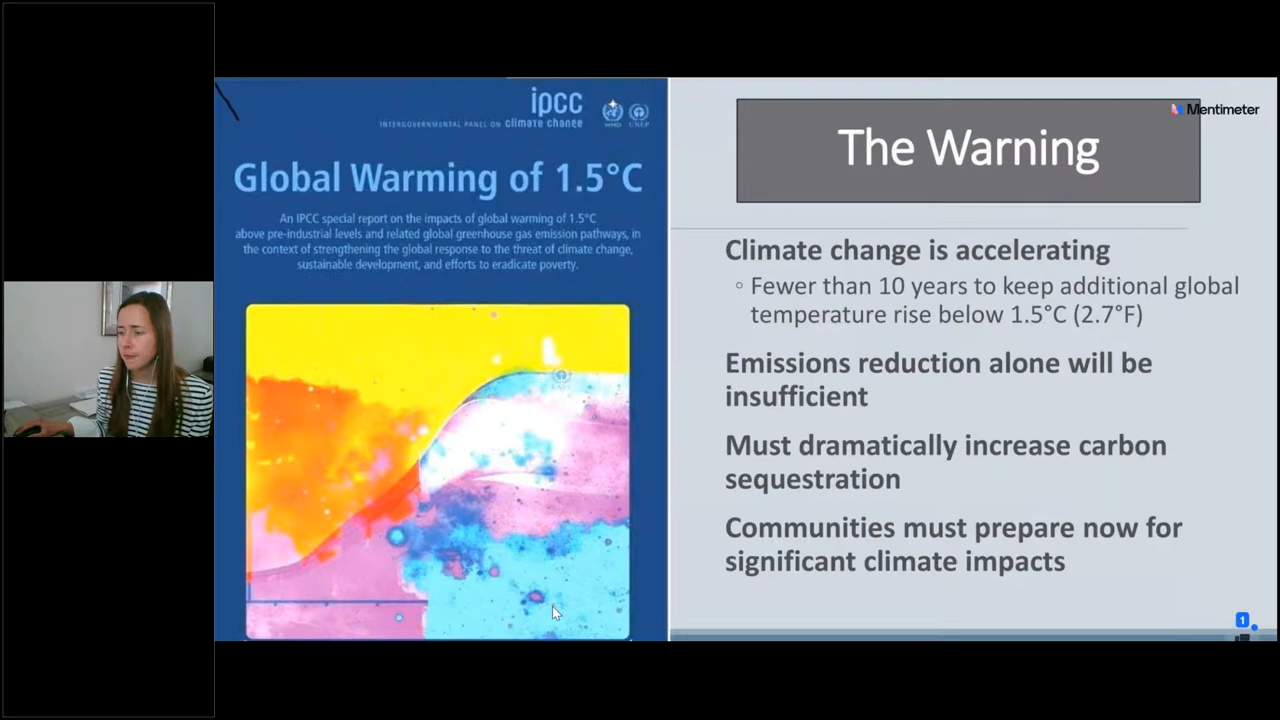 ipcc
INTERGOVERNMENTAL PANEL ON climate change
WMO UNEP
Global Warming of 1.5°C
An IPCC special report on the impacts of global warming of 1.5°C
above pre-industrial levels and related global greenhouse gas emission pathways, in
the context of strengthening the global response to the threat of climate change,
sustainable development, and efforts to eradicate poverty.
Mentimeter
The Warning
Climate change is accelerating
◦ Fewer than 10 years to keep additional global
temperature rise below 1.5°C (2.7°F)
Emissions reduction alone will be
insufficient
Must dramatically increase carbon
sequestration
Communities must prepare now for
significant climate impacts
1